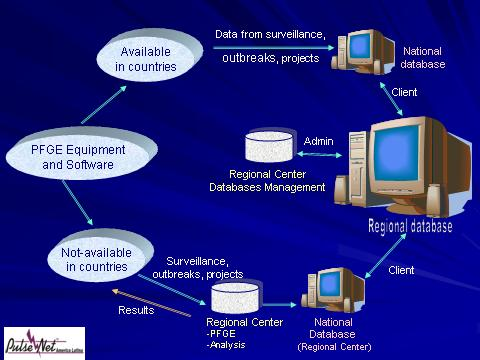 Available
in countries
Data from surveillance,
outbreaks, projects
National
database
Client
PFGE Equipment
and Software
Admin
Regional Center
Databases Management
Regional database
Not-available
in countries
Surveillance,
outbreaks, projects
Client
Results
Regional Center
-PFGE
-Analysis
National
Database
(Regional Center)
PulseNet
America Latina